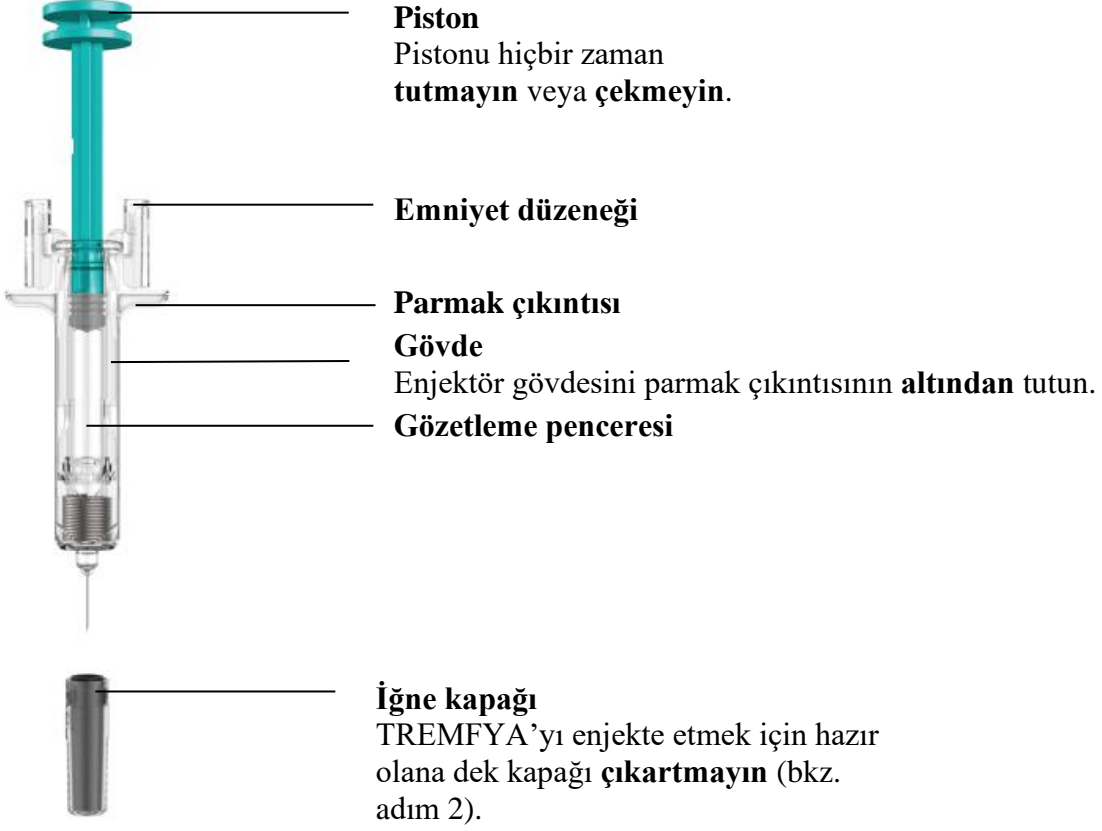 Piston
Pistonu hiçbir zaman
tutmayın veya çekmeyin.
Emniyet düzeneği
Parmak çıkıntısı
Gövde
Enjektör gövdesini parmak çıkıntısının altından tutun.
Gözetleme penceresi
İğne kapağı
TREMFYA’yı enjekte etmek için hazır
olana dek kapağı çıkartmayın (bkz.
adım 2).